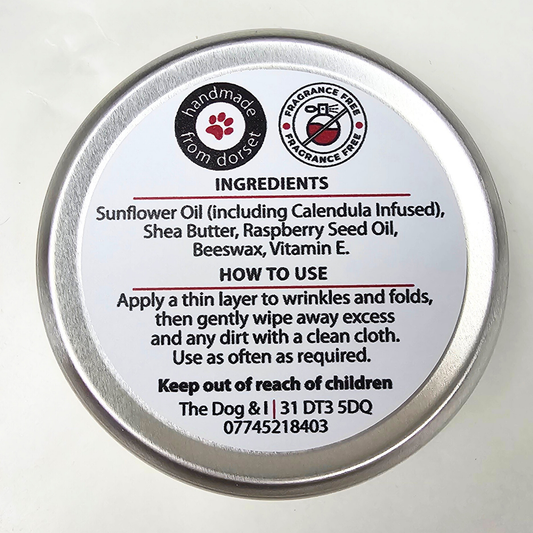 handmade
from dorset
FRAGRANCE FREE
FRAGRANCE FREE
INGREDIENTS
Sunflower Oil (including Calendula Infused),
Shea Butter, Raspberry Seed Oil,
Beeswax, Vitamin E.
HOW TO USE
Apply a thin layer to wrinkles and folds,
then gently wipe away excess
and any dirt with a clean cloth.
Use as often as required.
Keep out of reach of children
The Dog & I | 31 DT3 5DQ
07745218403